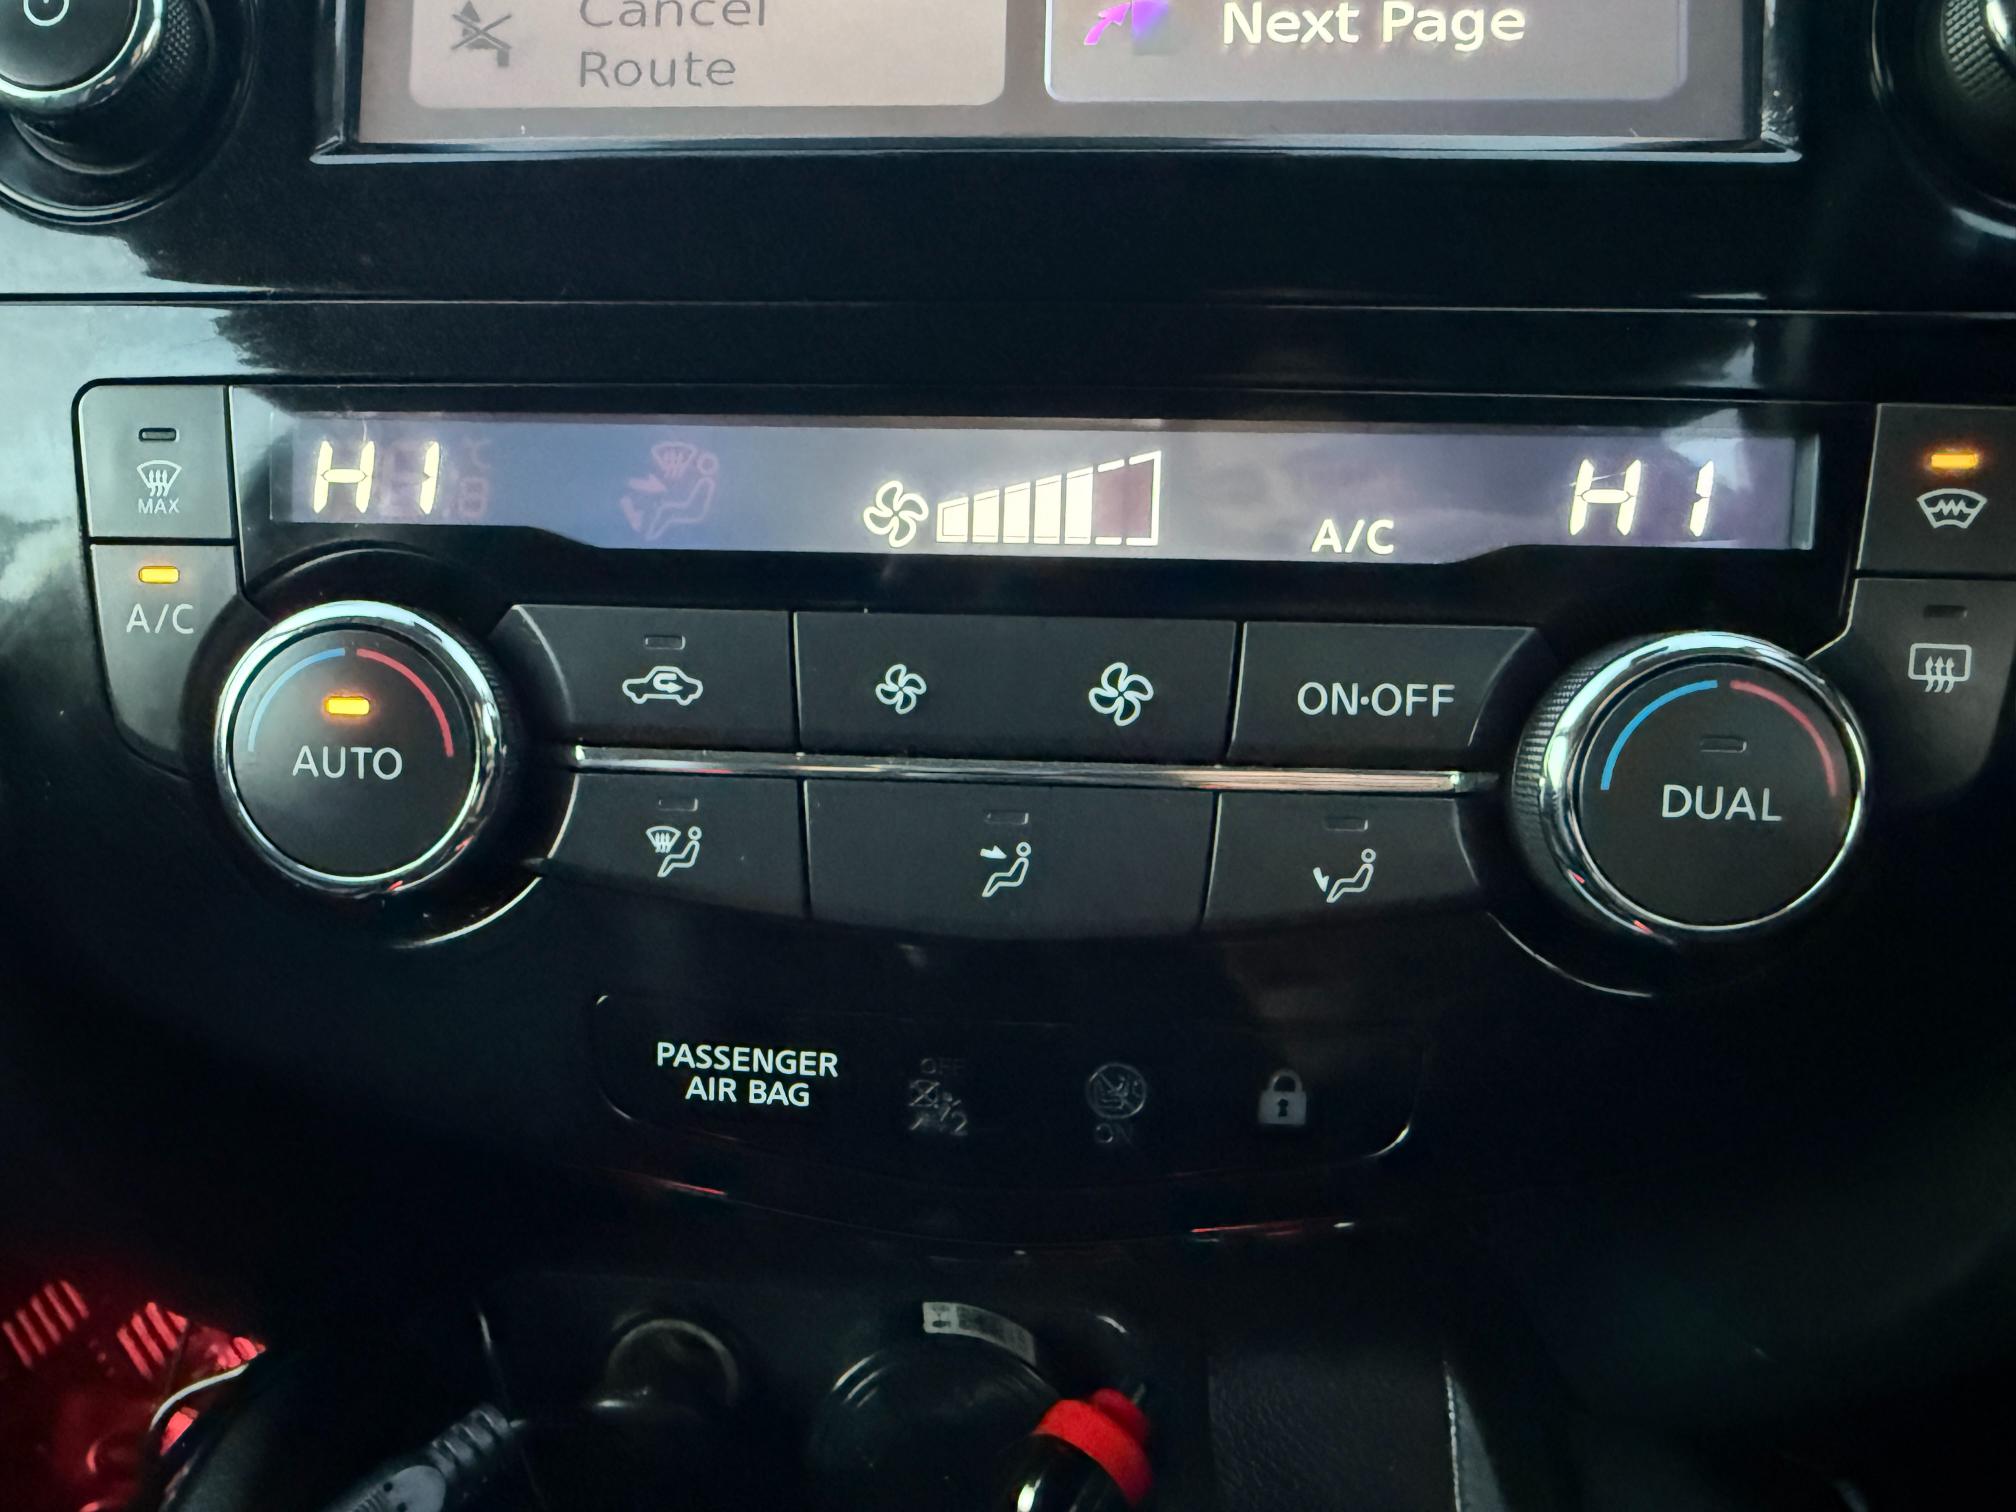 Cancel
Route
Next Page
HI
A/C
HI
MAX
A/C
AUTO
ON·OFF
DUAL
PASSENGER
AIR BAG
OFF
ON